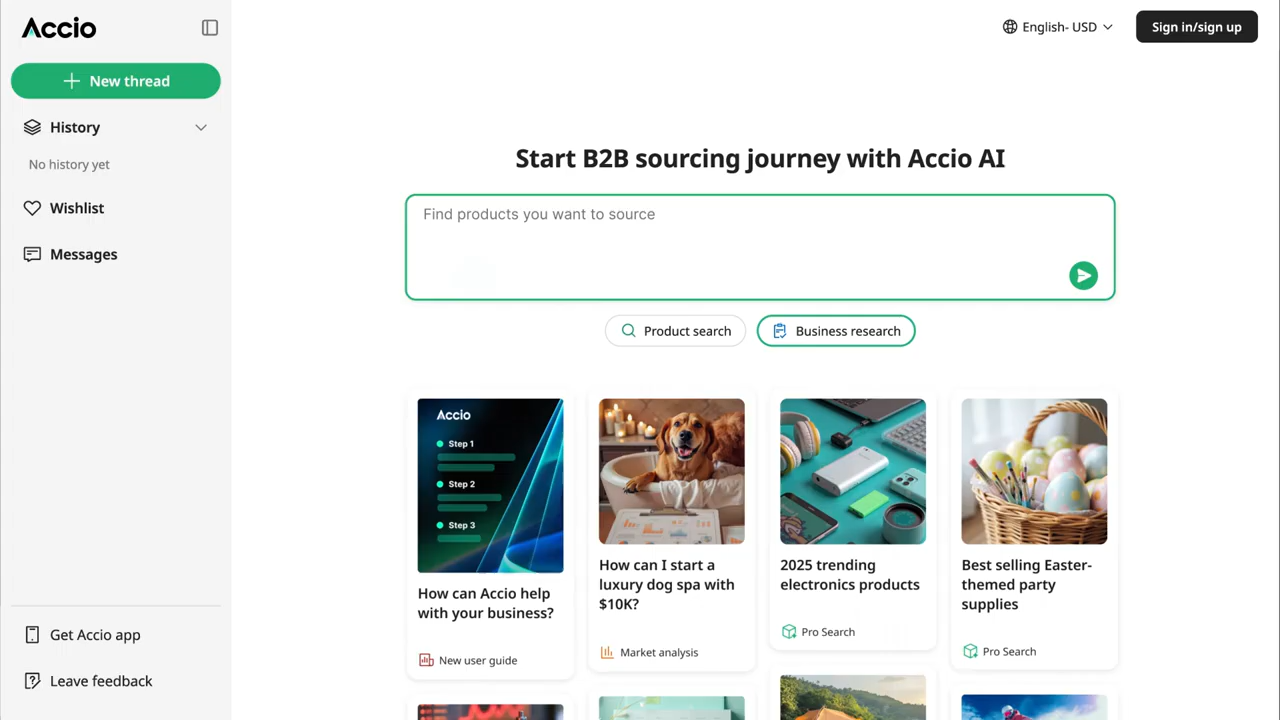 Accio
New thread
History
No history yet
Wishlist
Messages
Get Accio app
Leave feedback
English- USD
Sign in/sign up
Start B2B sourcing journey with Accio AI
Find products you want to source
Product search
Business research
Accio
Step 1
Step 2
Step 3
How can Accio help
with your business?
New user guide
How can I start a
luxury dog spa with
$10K?
Market analysis
2025 trending
electronics products
Pro Search
Best selling Easter-
themed party
supplies
Pro Search